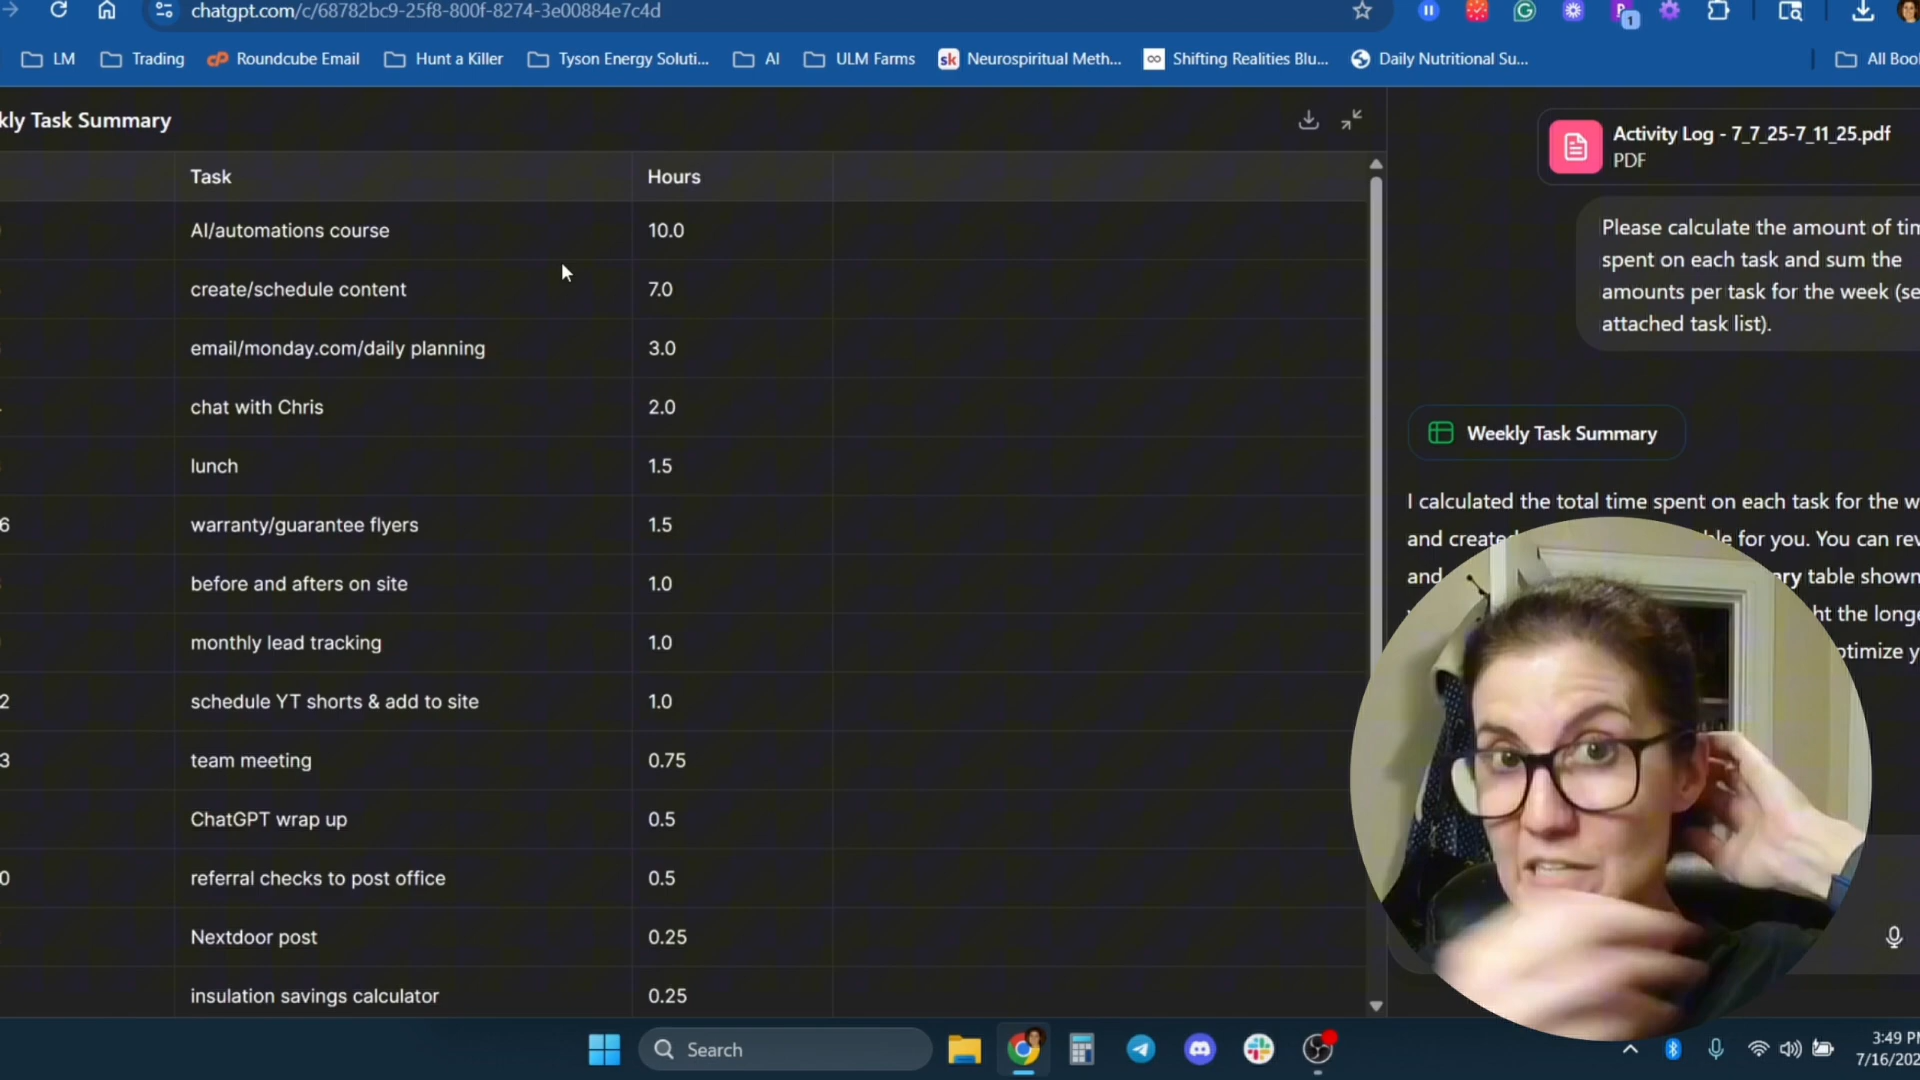 chatgpt.com/c/68782bc9-25f8-800f-8274-3e00884e7c4d
1
LM
Trading
Roundcube Email
Hunt a Killer
Tyson Energy Soluti...
AI
ULM Farms
sk Neurospiritual Meth...
Shifting Realities Blu...
Daily Nutritional Su...
All Boo
kly Task Summary
Task Hours
AI/automations course 10.0
create/schedule content 7.0
email/monday.com/daily planning 3.0
chat with Chris 2.0
lunch 1.5
6 warranty/guarantee flyers 1.5
before and afters on site 1.0
monthly lead tracking 1.0
2 schedule YT shorts & add to site 1.0
3 team meeting 0.75
ChatGPT wrap up 0.5
0 referral checks to post office 0.5
Nextdoor post 0.25
insulation savings calculator 0.25
Activity Log - 7_7_25-7_11_25.pdf
PDF
Please calculate the amount of tim
spent on each task and sum the
amounts per task for the week (se
attached task list).
Weekly Task Summary
I calculated the total time spent on each task for the w
and created ble for you. You can rev
and ry table shown
ht the longe
ptimize y
Search
3:49 PM
7/16/202